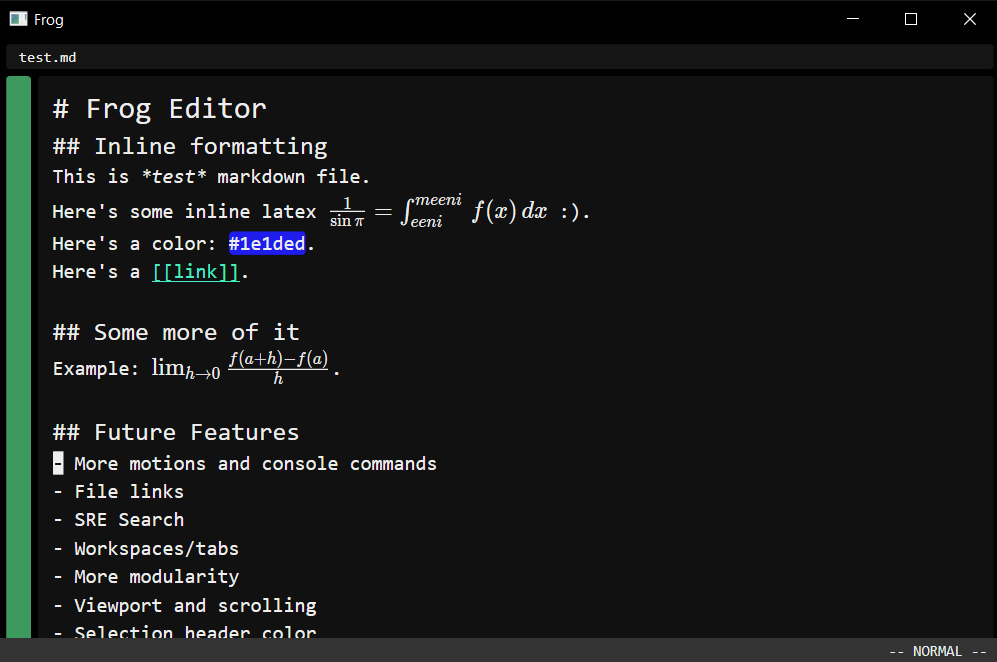 Frog
test.md
# Frog Editor
## Inline formatting
This is *test* markdown file.
Here's some inline latex \frac{1}{\sin \pi} = \int_{eeni}^{meeni} f(x) dx :).
Here's a color: #1e1ded.
Here's a [[link]].
## Some more of it
Example: \lim_{h→0} \frac{f(a+h)−f(a)}{h}.
## Future Features
- More motions and console commands
- File links
- SRE Search
- Workspaces/tabs
- More modularity
- Viewport and scrolling
- Selection header color
-- NORMAL --